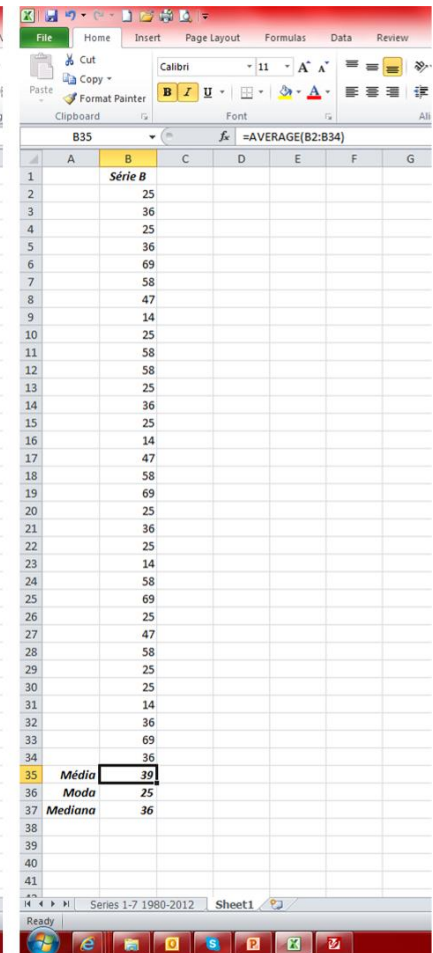 File Home Insert Page Layout Formulas Data Review
Cut
Copy
Paste
Format Painter
Calibri 11 A A
B I U A
Clipboard Font Ali
B35 fx =AVERAGE(B2:B34)
A B C D E F G
1 Série B
2 25
3 36
4 25
5 36
6 69
7 58
8 47
9 14
10 25
11 58
12 58
13 25
14 36
15 25
16 14
17 47
18 58
19 69
20 25
21 36
22 25
23 14
24 58
25 69
26 25
27 47
28 58
29 25
30 25
31 14
32 36
33 69
34 36
35 Média 39
36 Moda 25
37 Mediana 36
38
39
40
41
Series 1-7 1980-2012 Sheet1
Ready